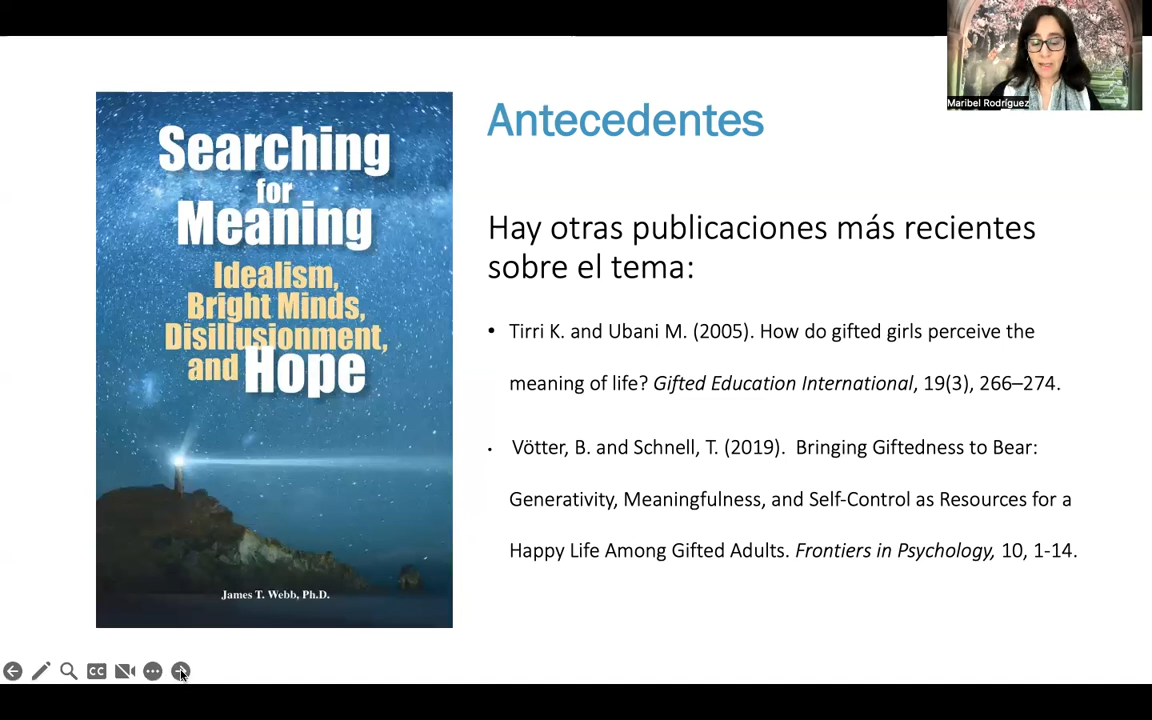 Maribel Rodríguez
Searching
for
Meaning
Idealism,
Bright Minds,
Disillusionment,
and Hope
James T. Webb, Ph.D.
Antecedentes
Hay otras publicaciones más recientes
sobre el tema:
• Tirri K. and Ubani M. (2005). How do gifted girls perceive the
meaning of life? Gifted Education International, 19(3), 266–274.
• Vötter, B. and Schnell, T. (2019). Bringing Giftedness to Bear:
Generativity, Meaningfulness, and Self-Control as Resources for a
Happy Life Among Gifted Adults. Frontiers in Psychology, 10, 1-14.
CC